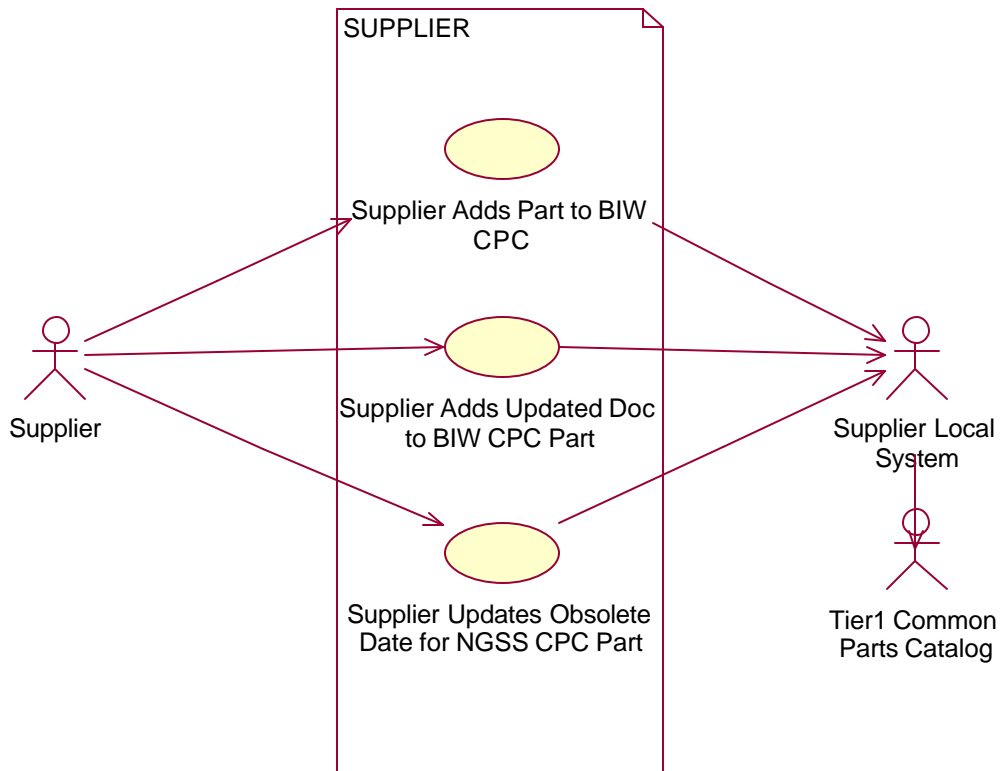 SUPPLIER
Supplier Adds Part to BIW
CPC
Supplier
Supplier Adds Updated Doc
to BIW CPC Part
Supplier Local
System
Supplier Updates Obsolete
Date for NGSS CPC Part
Tier1 Common
Parts Catalog